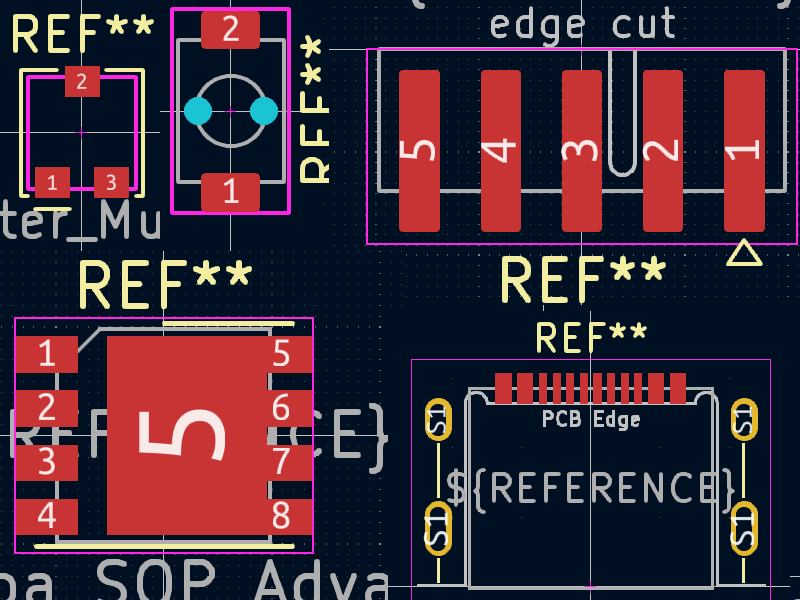 REF**
2
1
3
ter_Mu
2
1
REF**
edge cut
5
4
3
2
1
REF**
REF**
1
2
3
4
5
5
6
7
8
CE}
pa SOP Adva
REF**
PCB Edge
S1
S1
${REFERENCE}
S1
S1